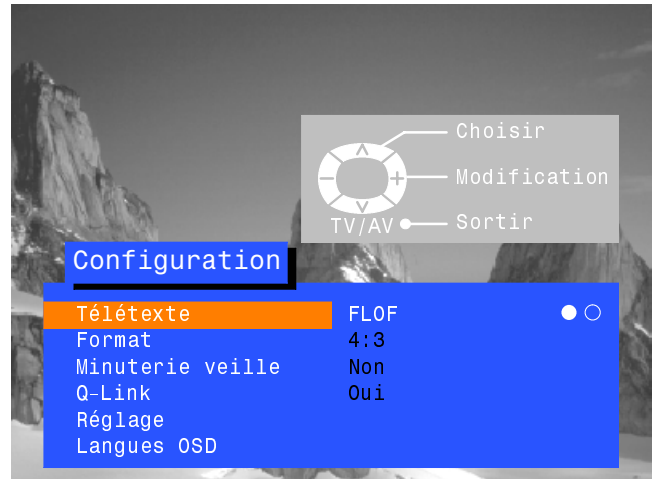 Choisir
Modification
TV/AV Sortir
Configuration
Télétexte FLOF
Format 4:3
Minuterie veille Non
Q-Link Oui
Réglage
Langues OSD